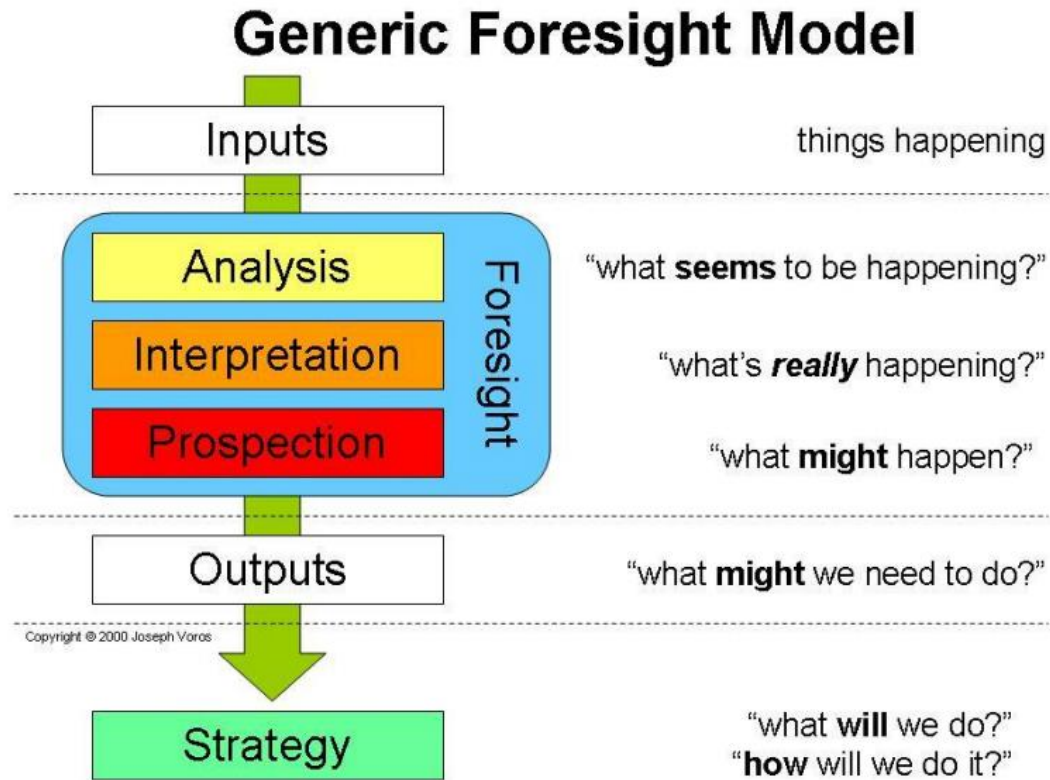 Generic Foresight Model
Inputs
things happening
Analysis
“what seems to be happening?”
Interpretation
“what's really happening?”
Prospection
“what might happen?”
Foresight
Outputs
“what might we need to do?”
Copyright © 2000 Joseph Voros
Strategy
“what will we do?”
“how will we do it?”